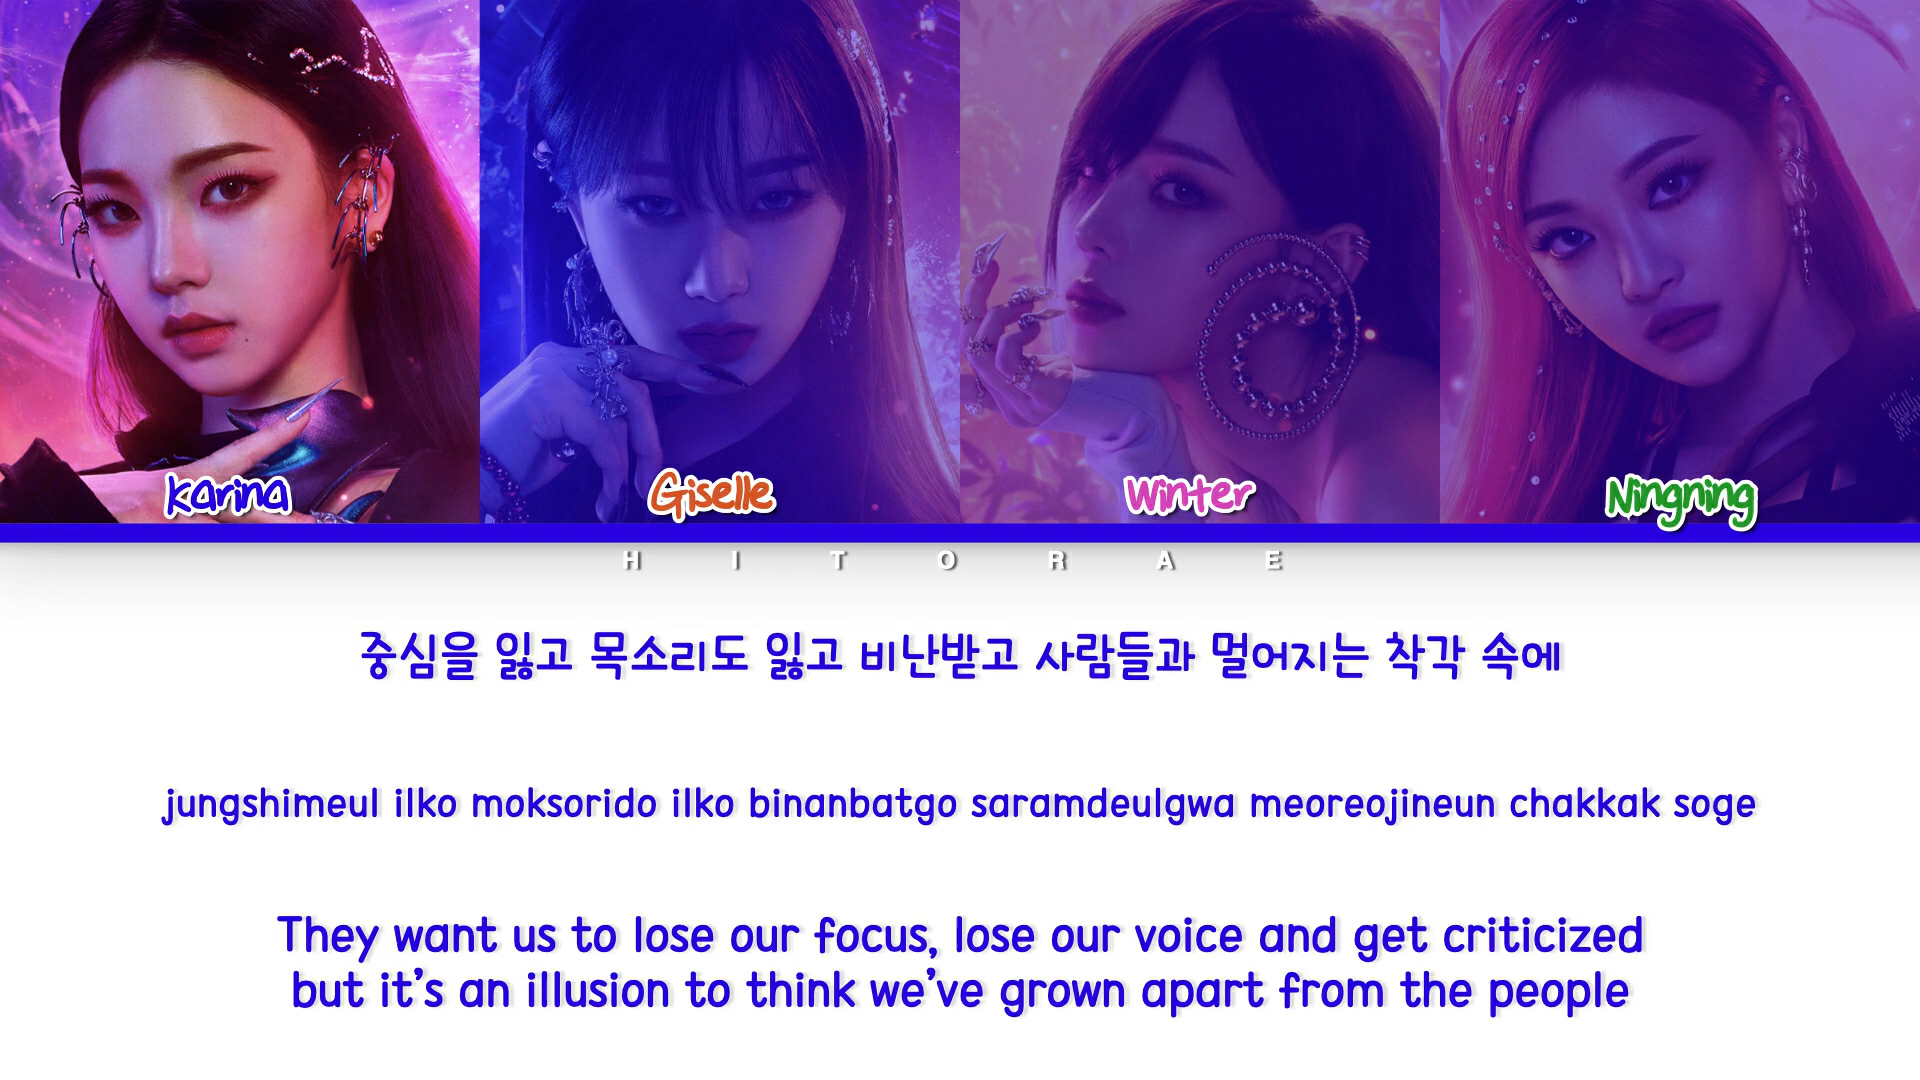 Karina
Giselle
Winter
Ningning
H I T O R A E
중심을 잃고 목소리도 잃고 비난받고 사람들과 멀어지는 착각 속에
jungshimeul ilko moksorido ilko binanbatgo saramdeulgwa meoreojineun chakkak soge
They want us to lose our focus, lose our voice and get criticized
but it's an illusion to think we've grown apart from the people